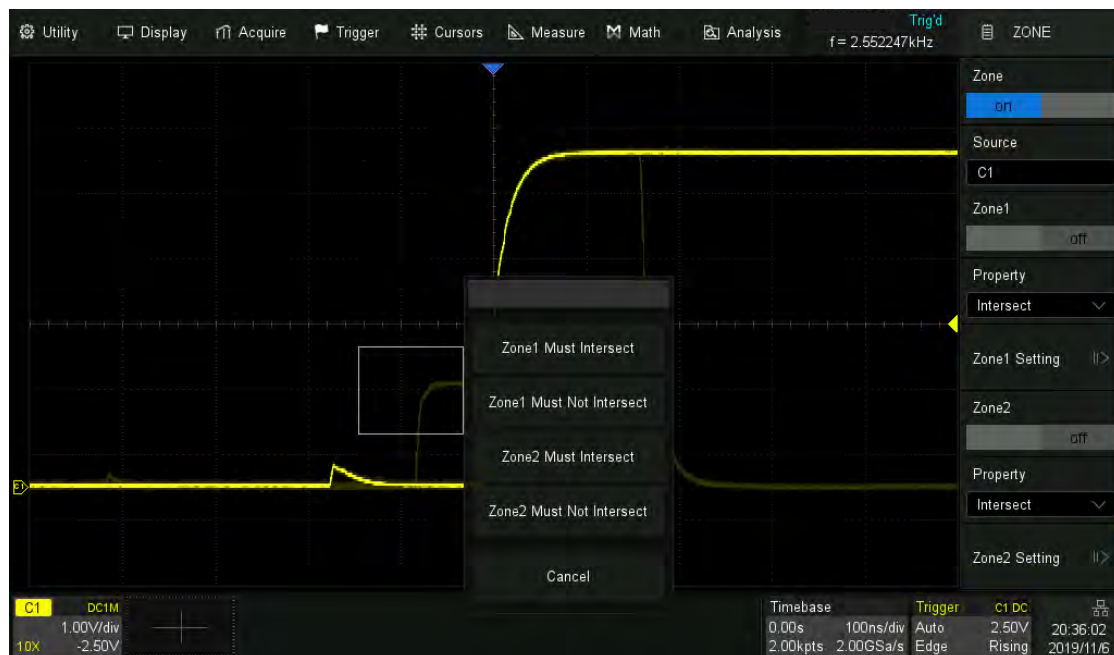 Utility Display Acquire Trigger Cursors Measure Math Analysis
Trig'd
f = 2.552247kHz
ZONE
Zone
on
Source
C1
Zone1
off
Property
Intersect
Zone1 Setting
Zone2
off
Property
Intersect
Zone2 Setting
Zone1 Must Intersect
Zone1 Must Not Intersect
Zone2 Must Intersect
Zone2 Must Not Intersect
Cancel
C1
C1 DC1M
1.00V/div
10X -2.50V
Timebase
0.00s 100ns/div
2.00kpts 2.00GSa/s
Trigger C1 DC
Auto 2.50V
Edge Rising
20:36:02
2019/11/6